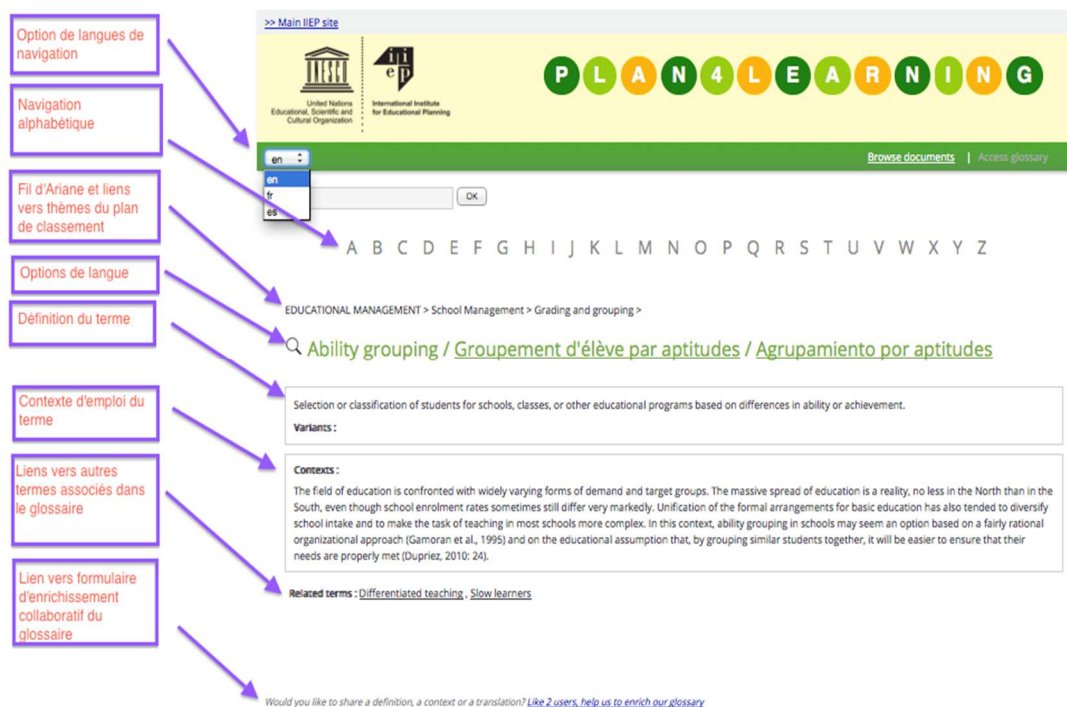 Option de langues de
navigation
Navigation
alphabétique
Fil d'Ariane et liens
vers thèmes du plan
de classement
Options de langue
Définition du terme
Contexte d'emploi du
terme
Liens vers autres
termes associés dans
le glossaire
Lien vers formulaire
d'enrichissement
collaboratif du
glossaire
>> Main IIEP site
UNESCO
United Nations
Educational, Scientific and
Cultural Organization
iiep
International Institute
for Educational Planning
PLAN4LEARNING
en
Browse documents | Access glossary
en
fr
es
OK
A B C D E F G H I J K L M N O P Q R S T U V W X Y Z
EDUCATIONAL MANAGEMENT > School Management > Grading and grouping >
Ability grouping / Groupement d'élève par aptitudes / Agrupamiento por aptitudes
Selection or classification of students for schools, classes, or other educational programs based on differences in ability or achievement.
Variants :
Contexts :
The field of education is confronted with widely varying forms of demand and target groups. The massive spread of education is a reality, no less in the North than in the
South, even though school enrolment rates sometimes still differ very markedly. Unification of the formal arrangements for basic education has also tended to diversify
school intake and to make the task of teaching in most schools more complex. In this context, ability grouping in schools may seem an option based on a fairly rational
organizational approach (Gamoran et al., 1995) and on the educational assumption that, by grouping similar students together, it will be easier to ensure that their
needs are properly met (Dupriez, 2010: 24).
Related terms : Differentiated teaching , Slow learners
Would you like to share a definition, a context or a translation? Like 2 users, help us to enrich our glossary